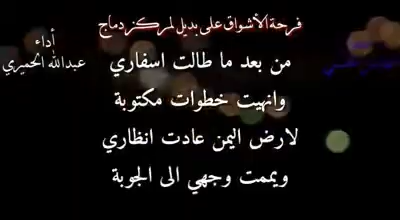 فرحة الأشواق على بديل لمركز دماج
أداء
عبدالله الحميري
من بعد ما طالت اسفاري
وانهيت خطوات مكتوبة
لارض اليمن عادت انظاري
ويممت وجهي الى الجوبة